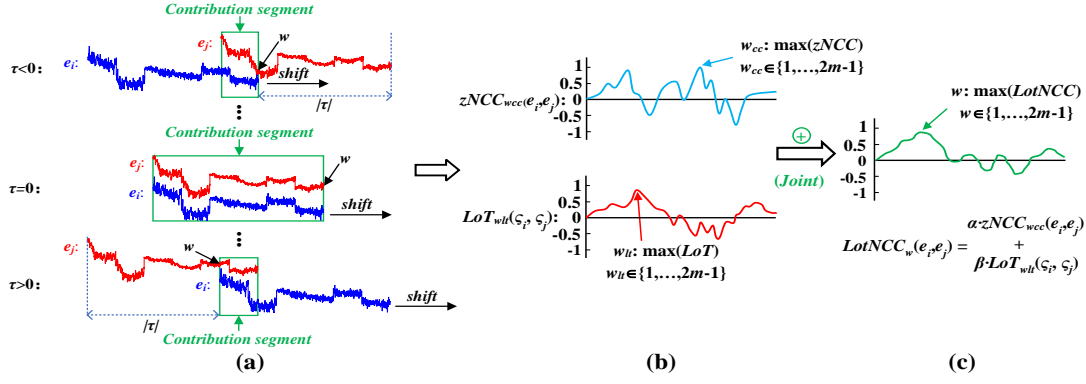 Contribution segment
e_j:
w
τ<0:
e_i:
shift
|τ|
Contribution segment
e_j:
w
τ=0:
e_i:
shift
e_j:
w
τ>0:
e_i:
shift
|τ|
Contribution segment
(a)
w_cc: max(zNCC)
w_cc∈{1,…,2m-1}
1
0.5
zNCC_wcc(e_i,e_j):
0
-0.5
-1
1
0.5
LoT_wlt(ς_i, ς_j):
0
-0.5
-1
w_lt: max(LoT)
w_lt∈{1,…,2m-1}
(b)
+
(Joint)
w: max(LotNCC)
w∈{1,…,2m-1}
1
0.5
0
-0.5
-1
α·zNCC_wcc(e_i,e_j)
LotNCC_w(e_i,e_j) = +
β·LoT_wlt(ς_i, ς_j)
(c)